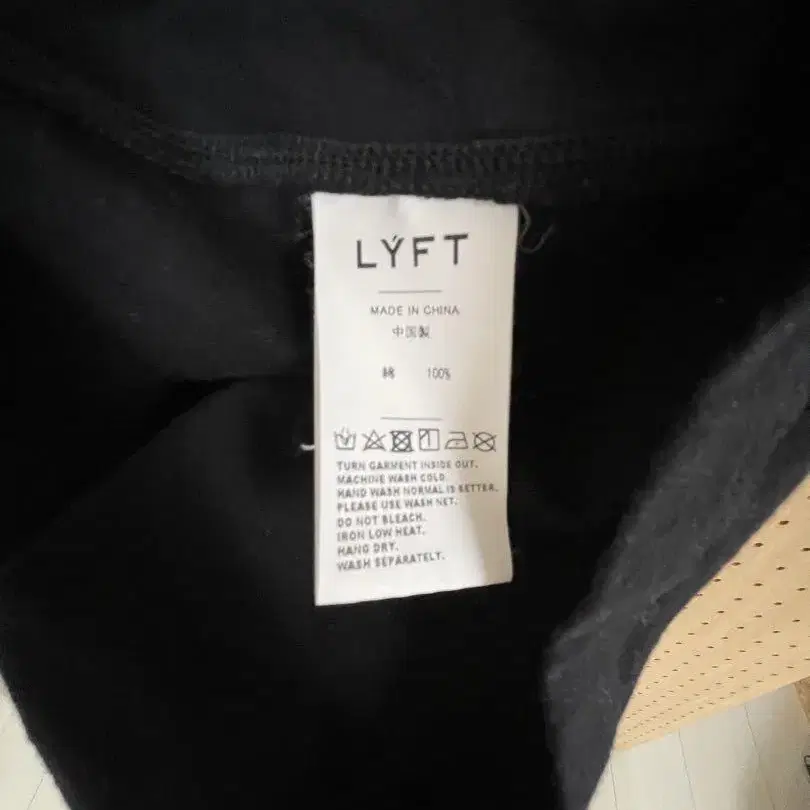 LÝFT
MADE IN CHINA
中国製
綿 100%
TURN GARMENT INSIDE OUT.
MACHINE WASH COLD.
HAND WASH NORMAL IS BETTER.
PLEASE USE WASH NET.
DO NOT BLEACH.
IRON LOW HEAT.
HANG DRY.
WASH SEPARATELY.